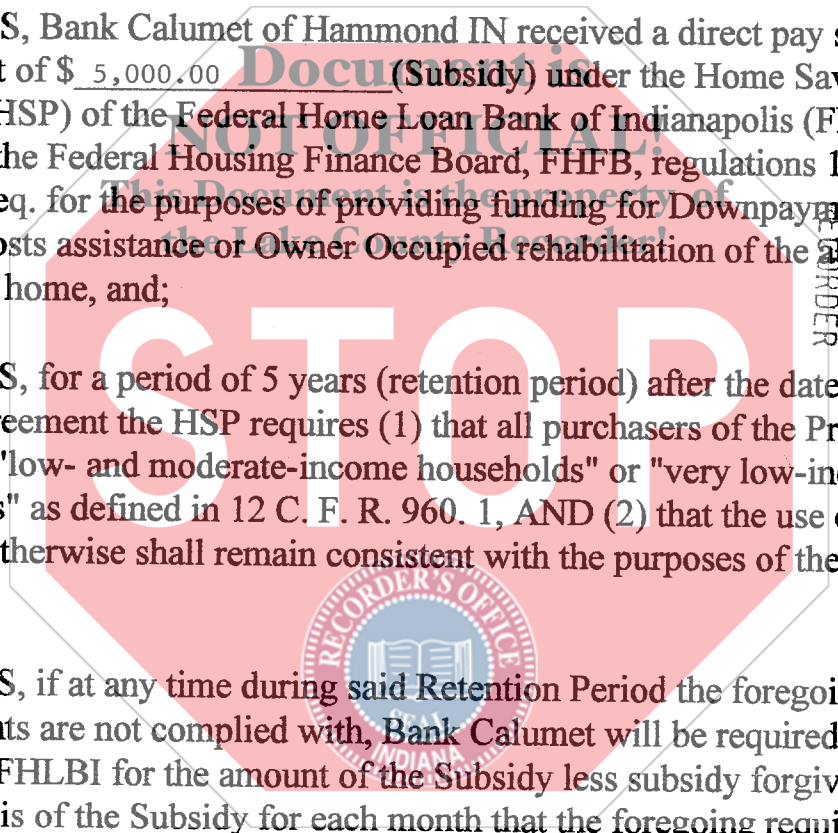 S, Bank Calumet of Hammond IN received a direct pay s
t of $ 5,000.00 (Subsidy) under the Home Sav
HSP) of the Federal Home Loan Bank of Indianapolis (F
the Federal Housing Finance Board, FHFB, regulations 1
eq. for the purposes of providing funding for Downpaym
osts assistance or Owner Occupied rehabilitation of the a
home, and;
S, for a period of 5 years (retention period) after the date
reement the HSP requires (1) that all purchasers of the Pr
"low- and moderate-income households" or "very low-in
s" as defined in 12 C. F. R. 960. 1, AND (2) that the use
therwise shall remain consistent with the purposes of the
S, if at any time during said Retention Period the foregoi
nts are not complied with, Bank Calumet will be required
FHLBI for the amount of the Subsidy less subsidy forgiv
is of the Subsidy for each month that the foregoing requi
Document is
NOT OFFICIAL!
This Document is the property of
the Lake County Recorder!
STOP
RECORDER'S OFFICE
SEAL
INDIANA
RECORDER